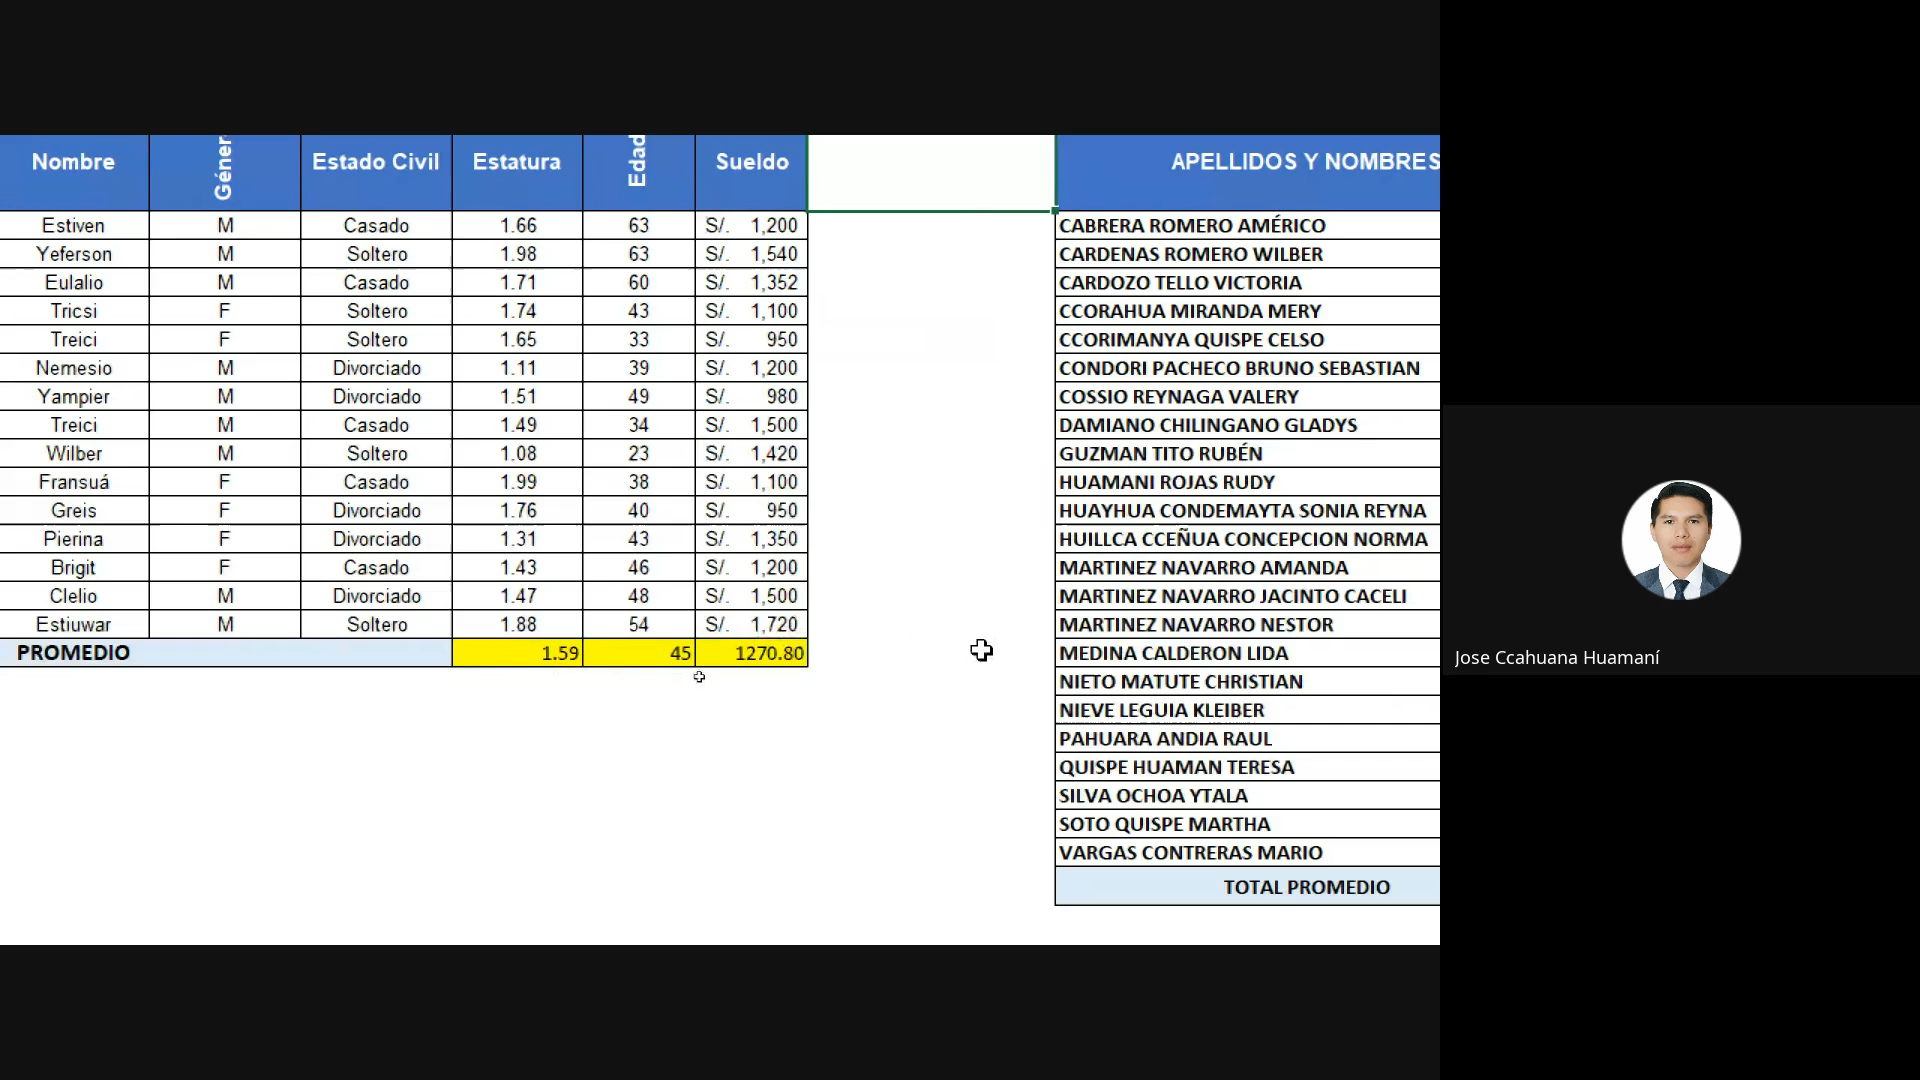 Nombre Géner Estado Civil Estatura Edad Sueldo
Estiven M Casado 1.66 63 S/. 1,200
Yeferson M Soltero 1.98 63 S/. 1,540
Eulalio M Casado 1.71 60 S/. 1,352
Tricsi F Soltero 1.74 43 S/. 1,100
Treici F Soltero 1.65 33 S/. 950
Nemesio M Divorciado 1.11 39 S/. 1,200
Yampier M Divorciado 1.51 49 S/. 980
Treici M Casado 1.49 34 S/. 1,500
Wilber M Soltero 1.08 23 S/. 1,420
Fransuá F Casado 1.99 38 S/. 1,100
Greis F Divorciado 1.76 40 S/. 950
Pierina F Divorciado 1.31 43 S/. 1,350
Brigit F Casado 1.43 46 S/. 1,200
Clelio M Divorciado 1.47 48 S/. 1,500
Estiuwar M Soltero 1.88 54 S/. 1,720
PROMEDIO 1.59 45 1270.80
APELLIDOS Y NOMBRES
CABRERA ROMERO AMÉRICO
CARDENAS ROMERO WILBER
CARDOZO TELLO VICTORIA
CCORAHUA MIRANDA MERY
CCORIMANYA QUISPE CELSO
CONDORI PACHECO BRUNO SEBASTIAN
COSSIO REYNAGA VALERY
DAMIANO CHILINGANO GLADYS
GUZMAN TITO RUBÉN
HUAMANI ROJAS RUDY
HUAYHUA CONDEMAYTA SONIA REYNA
HUILLCA CCEÑUA CONCEPCION NORMA
MARTINEZ NAVARRO AMANDA
MARTINEZ NAVARRO JACINTO CACELI
MARTINEZ NAVARRO NESTOR
MEDINA CALDERON LIDA
NIETO MATUTE CHRISTIAN
NIEVE LEGUIA KLEIBER
PAHUARA ANDIA RAUL
QUISPE HUAMAN TERESA
SILVA OCHOA YTALA
SOTO QUISPE MARTHA
VARGAS CONTRERAS MARIO
TOTAL PROMEDIO
Jose Ccahuana Huamaní